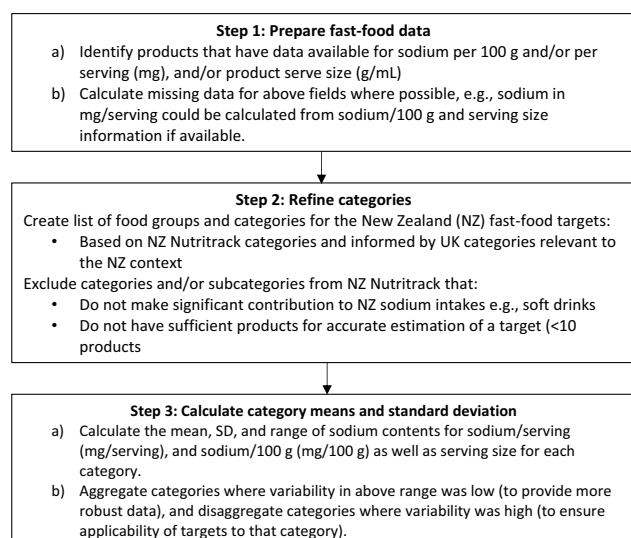 Step 1: Prepare fast-food data
a) Identify products that have data available for sodium per 100 g and/or per
serving (mg), and/or product serve size (g/mL)
b) Calculate missing data for above fields where possible, e.g., sodium in
mg/serving could be calculated from sodium/100 g and serving size
information if available.
Step 2: Refine categories
Create list of food groups and categories for the New Zealand (NZ) fast-food targets:
• Based on NZ Nutritrack categories and informed by UK categories relevant to
the NZ context
Exclude categories and/or subcategories from NZ Nutritrack that:
• Do not make significant contribution to NZ sodium intakes e.g., soft drinks
• Do not have sufficient products for accurate estimation of a target (<10
products
Step 3: Calculate category means and standard deviation
a) Calculate the mean, SD, and range of sodium contents for sodium/serving
(mg/serving), and sodium/100 g (mg/100 g) as well as serving size for each
category.
b) Aggregate categories where variability in above range was low (to provide more
robust data), and disaggregate categories where variability was high (to ensure
applicability of targets to that category).